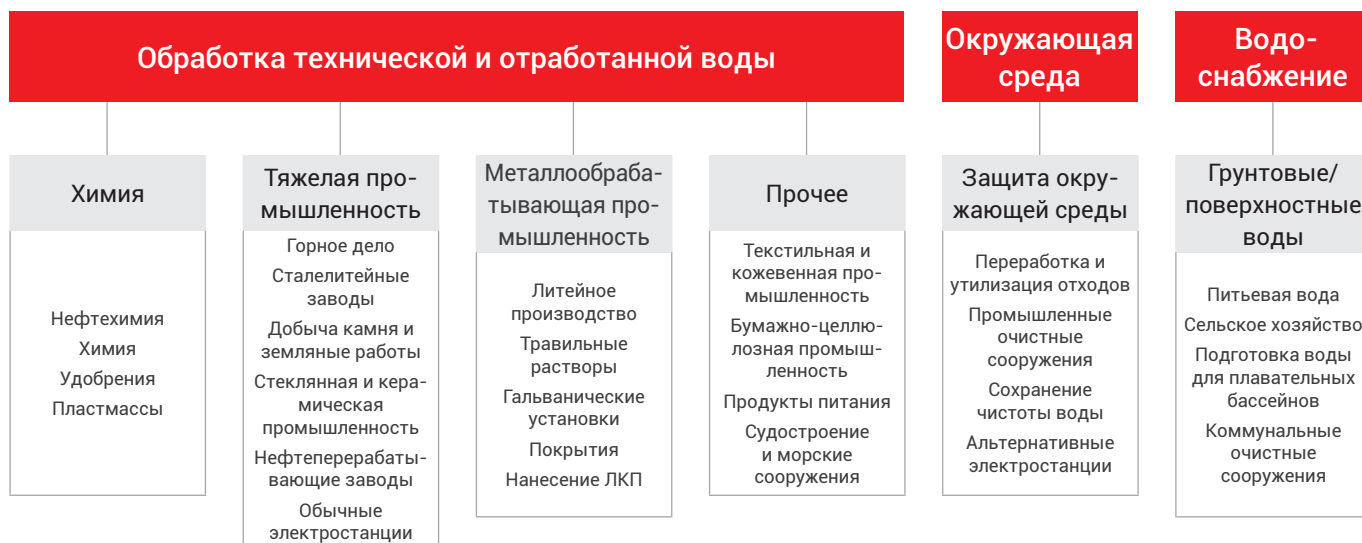 Обработка технической и отработанной воды
Окружающая
среда
Водо-
снабжение
Химия
Нефтехимия
Химия
Удобрения
Пластмассы
Тяжелая про-
мышленность
Горное дело
Сталелитейные
заводы
Добыча камня и
земляные работы
Стеклянная и кера-
мическая
промышленность
Нефтеперерабаты-
вающие заводы
Обычные
электростанции
Металлообраба-
тывающая про-
мышленность
Литейное
производство
Травильные
растворы
Гальванические
установки
Покрытия
Нанесение ЛКП
Прочее
Текстильная и
кожевенная про-
мышленность
Бумажно-целлю-
лозная промыш-
ленность
Продукты питания
Судостроение
и морские
сооружения
Защита окру-
жающей среды
Переработка и
утилизация отходов
Промышленные
очистные
сооружения
Сохранение
чистоты воды
Альтернативные
электростанции
Грунтовые/
поверхностные
воды
Питьевая вода
Сельское хозяйство
Подготовка воды
для плавательных
бассейнов
Коммунальные
очистные
сооружения